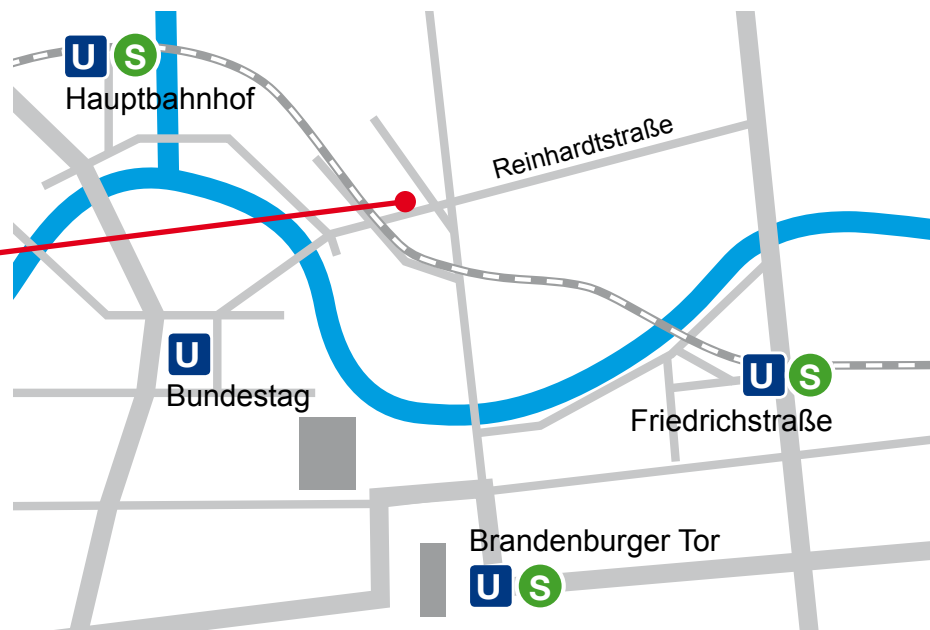 U S
Hauptbahnhof
Reinhardtstraße
U
Bundestag
U S
Friedrichstraße
Brandenburger Tor
U S